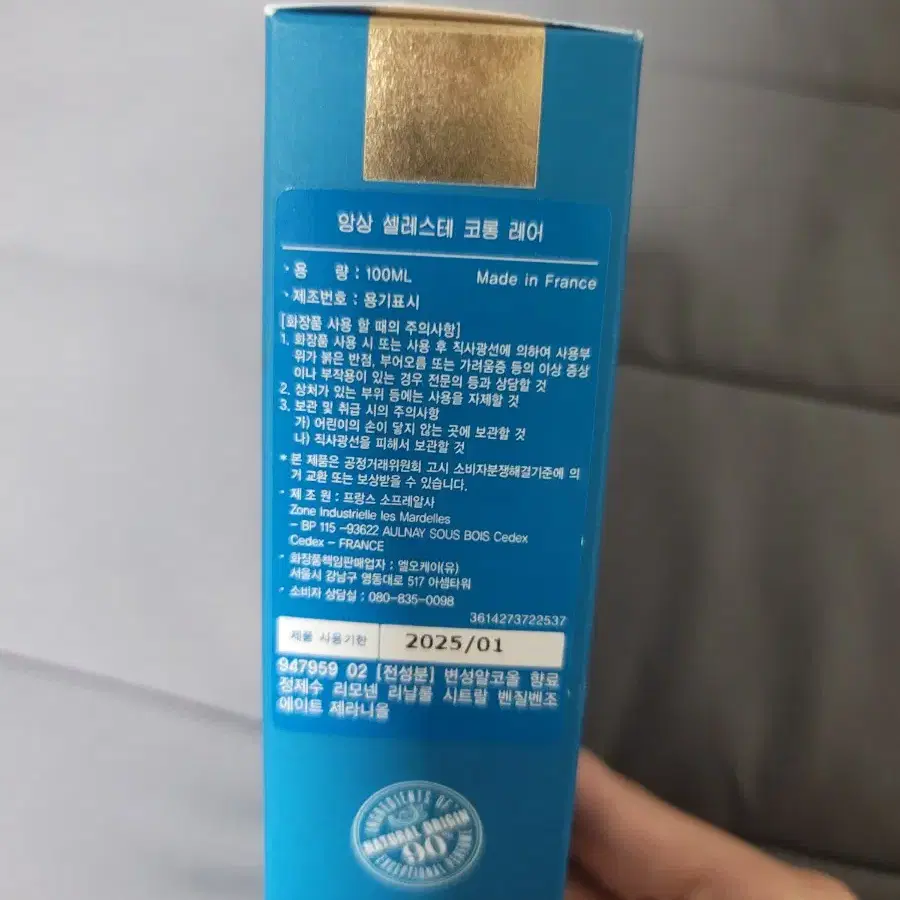 앙상 셀레스테 코롱 레어
· 용 량 : 100ML Made in France
· 제조번호 : 용기표시
[화장품 사용 할 때의 주의사항]
1. 화장품 사용 시 또는 사용 후 직사광선에 의하여 사용부
위가 붉은 반점, 부어오름 또는 가려움증 등의 이상 증상
이나 부작용이 있는 경우 전문의 등과 상담할 것
2. 상처가 있는 부위 등에는 사용을 자제할 것
3. 보관 및 취급 시의 주의사항
가) 어린이의 손이 닿지 않는 곳에 보관할 것
나) 직사광선을 피해서 보관할 것
* 본 제품은 공정거래위원회 고시 소비자분쟁해결기준에 의
거 교환 또는 보상받을 수 있습니다.
· 제 조 원 : 프랑스 소프레알사
Zone Industrielle les Mardelles
- BP 115 -93622 AULNAY SOUS BOIS Cedex
Cedex - FRANCE
· 화장품책임판매업자 : 엘오케이(유)
서울시 강남구 영동대로 517 아셈타워
· 소비자 상담실 : 080-835-0098
3614273722537
제품 사용기한 2025/01
947959 02 [전성분] 변성알코올 향료
정제수 리모넨 리날룰 시트랄 벤질벤조
에이트 제라니올
INGREDIENTS OF
NATURAL ORIGIN
90%
EXCEPTIONAL